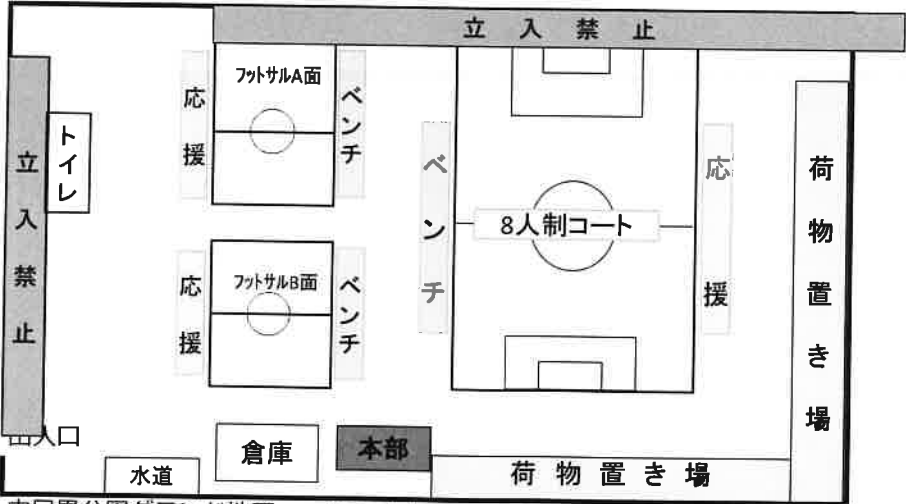 立入禁止
フットサルA面
応援
ベンチ
トイレ
立入禁止
ベンチ
8人制コート
応援
荷物置き場
フットサルB面
応援
ベンチ
出入口
倉庫
本部
水道
荷物置き場